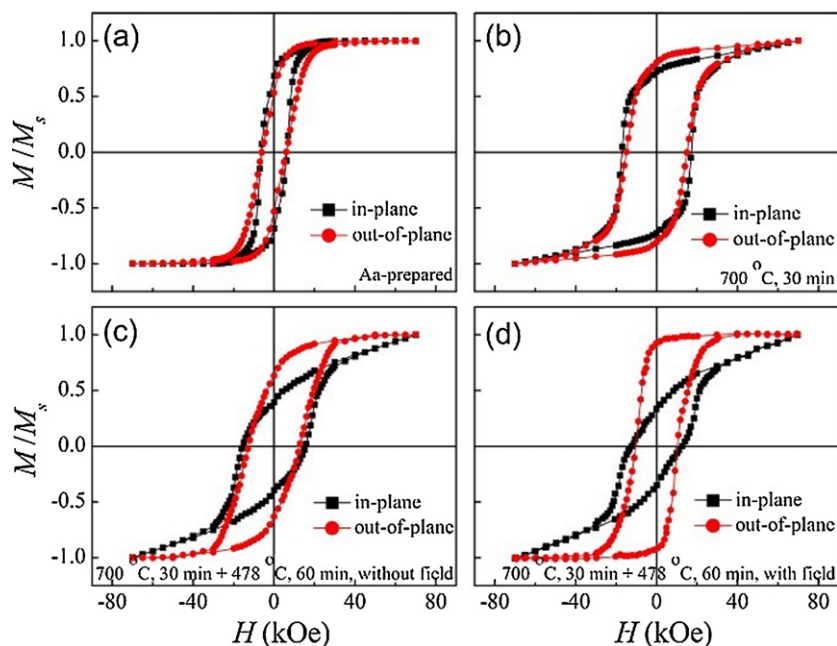 (a)
1.0
0.5
0.0
-0.5
-1.0
M/Ms
in-plane
out-of-plane
Aa-prepared
(b)
in-plane
out-of-plane
700 °C, 30 min
(c)
1.0
0.5
0.0
-0.5
-1.0
M/Ms
in-plane
out-of-plane
700 °C, 30 min + 478 °C, 60 min, without field
-80 -40 0 40 80
H (kOe)
(d)
in-plane
out-of-plane
700 °C, 30 min + 478 °C, 60 min, with field
-80 -40 0 40 80
H (kOe)